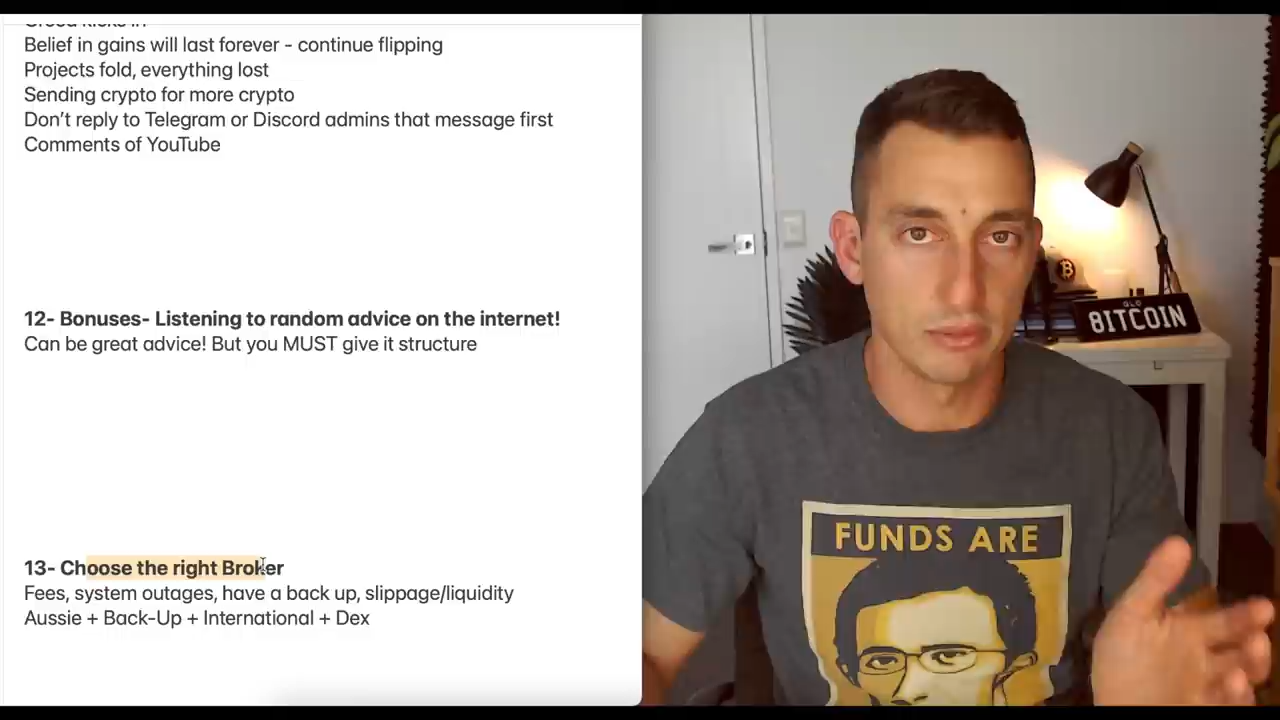 Belief in gains will last forever - continue flipping
Projects fold, everything lost
Sending crypto for more crypto
Don’t reply to Telegram or Discord admins that message first
Comments of YouTube
12- Bonuses- Listening to random advice on the internet!
Can be great advice! But you MUST give it structure
13- Choose the right Broker
Fees, system outages, have a back up, slippage/liquidity
Aussie + Back-Up + International + Dex
QLD
8ITCOIN
FUNDS ARE